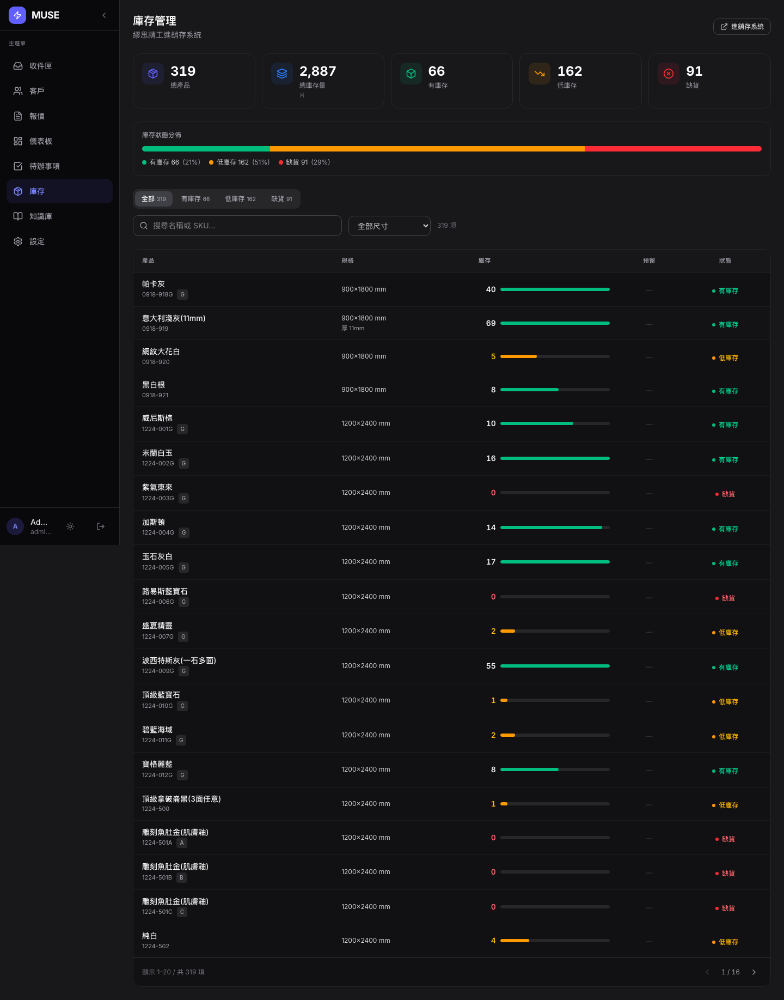 MUSE
主選單
收件匣
客戶
報價
儀表板
待辦事項
庫存
知識庫
設定
A
Ad...
admi...
庫存管理
繆思精工進銷存系統
進銷存系統
319
總產品
2,887
總庫存量
片
66
有庫存
162
低庫存
91
缺貨
庫存狀態分佈
有庫存 66 (21%) 低庫存 162 (51%) 缺貨 91 (29%)
全部 319 有庫存 66 低庫存 162 缺貨 91
搜尋名稱或 SKU... 全部尺寸 319 項
產品 規格 庫存 預留 狀態
帕卡灰
0918-918G G 900×1800 mm 40 — 有庫存
意大利淺灰(11mm)
0918-919 900×1800 mm 69 — 有庫存
厚 11mm
網紋大花白
0918-920 900×1800 mm 5 — 低庫存
黑白根
0918-921 900×1800 mm 8 — 有庫存
威尼斯棕
1224-001G G 1200×2400 mm 10 — 有庫存
米蘭白玉
1224-002G G 1200×2400 mm 16 — 有庫存
紫氣東來
1224-003G G 1200×2400 mm 0 — 缺貨
加斯頓
1224-004G G 1200×2400 mm 14 — 有庫存
玉石灰白
1224-005G G 1200×2400 mm 17 — 有庫存
路易斯藍寶石
1224-006G G 1200×2400 mm 0 — 缺貨
盛夏精靈
1224-007G G 1200×2400 mm 2 — 低庫存
波西特斯灰(一石多面)
1224-009G G 1200×2400 mm 55 — 有庫存
頂級藍寶石
1224-010G G 1200×2400 mm 1 — 低庫存
碧藍海域
1224-011G G 1200×2400 mm 2 — 低庫存
寶格麗藍
1224-012G G 1200×2400 mm 8 — 有庫存
頂級拿破崙黑(3面任意)
1224-500 1200×2400 mm 1 — 低庫存
雕刻魚肚金(肌膚釉)
1224-501A A 1200×2400 mm 0 — 缺貨
雕刻魚肚金(肌膚釉)
1224-501B B 1200×2400 mm 0 — 缺貨
雕刻魚肚金(肌膚釉)
1224-501C C 1200×2400 mm 0 — 缺貨
純白
1224-502 1200×2400 mm 4 — 低庫存
顯示 1–20 / 共 319 項 1 / 16